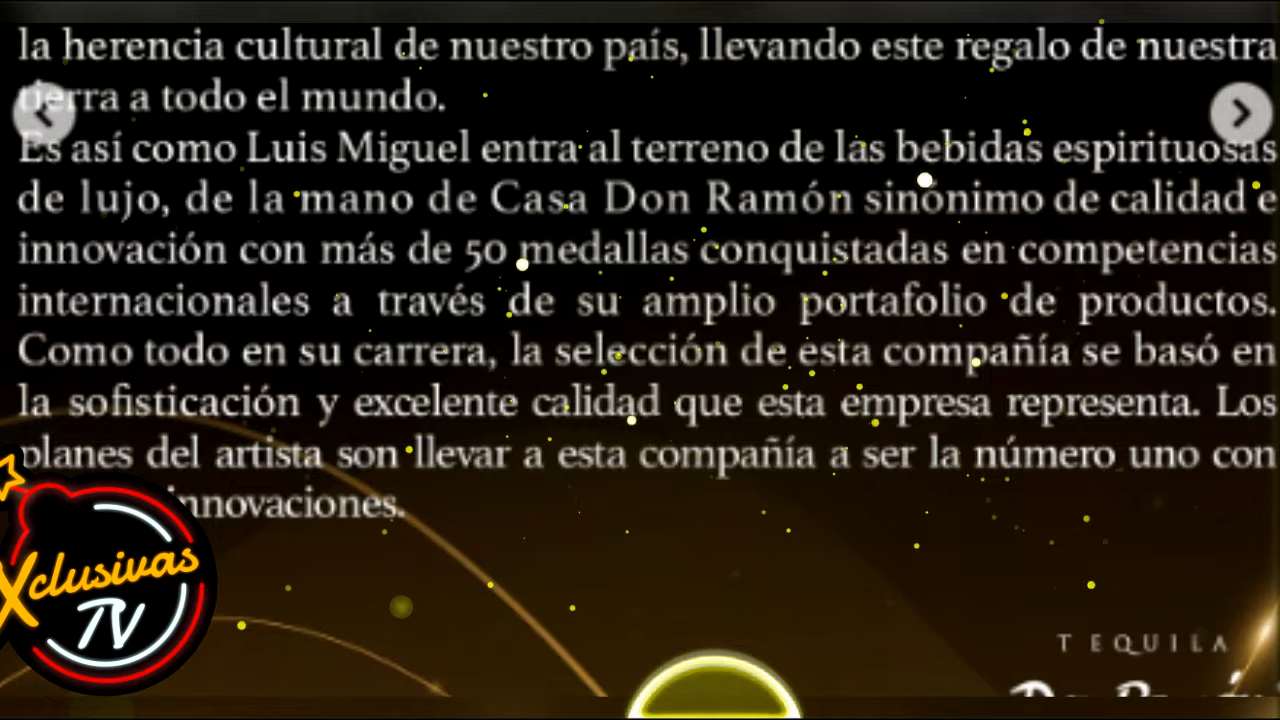 la herencia cultural de nuestro país, llevando este regalo de nuestra
tierra a todo el mundo.
Es así como Luis Miguel entra al terreno de las bebidas espirituosas
de lujo, de la mano de Casa Don Ramón sinónimo de calidad e
innovación con más de 50 medallas conquistadas en competencias
internacionales a través de su amplio portafolio de productos.
Como todo en su carrera, la selección de esta compañía se basó en
la sofisticación y excelente calidad que esta empresa representa. Los
planes del artista son llevar a esta compañía a ser la número uno con
innovaciones.
Xclusivas
TV
TEQUILA